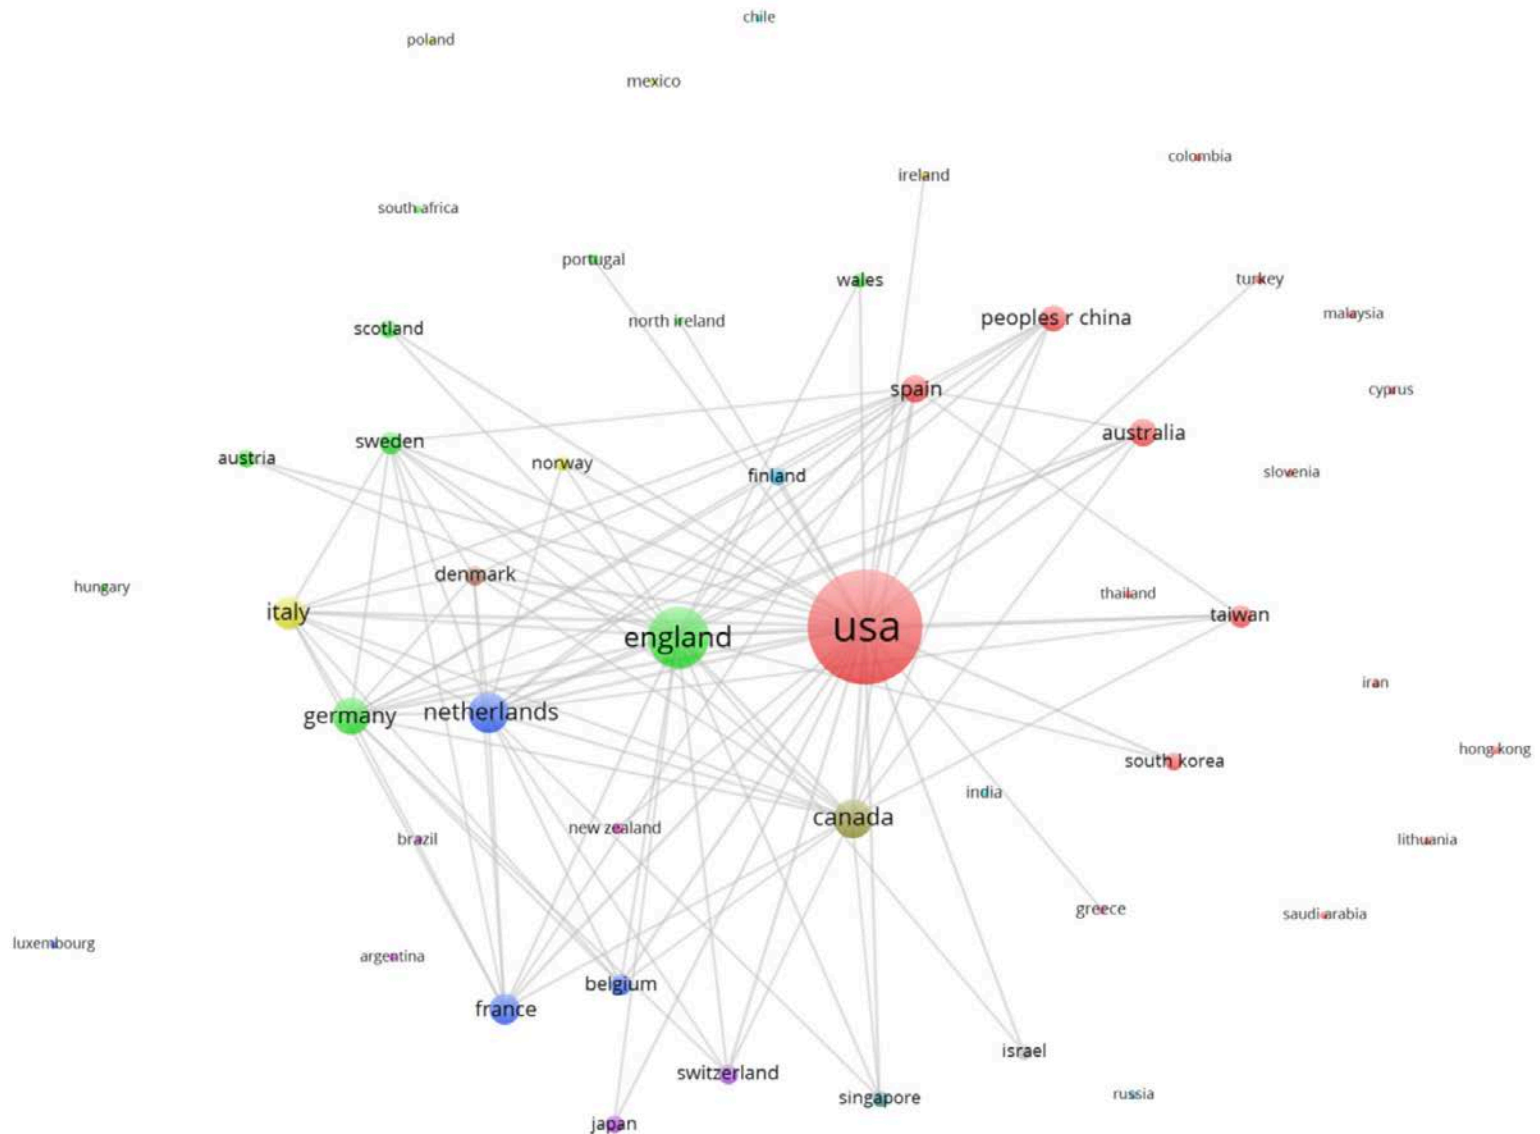 chile
poland
mexico
colombia
ireland
south africa
portugal
wales
turkey
malaysia
north ireland
scotland
peoples r china
spain
cyprus
australia
sweden
austria
norway
finland
slovenia
denmark
hungary
thailand
italy
taiwan
england
usa
iran
germany
netherlands
hong kong
south korea
india
canada
new zealand
brazil
lithuania
greece
saudi arabia
luxembourg
argentina
belgium
france
israel
switzerland
singapore
russia
japan